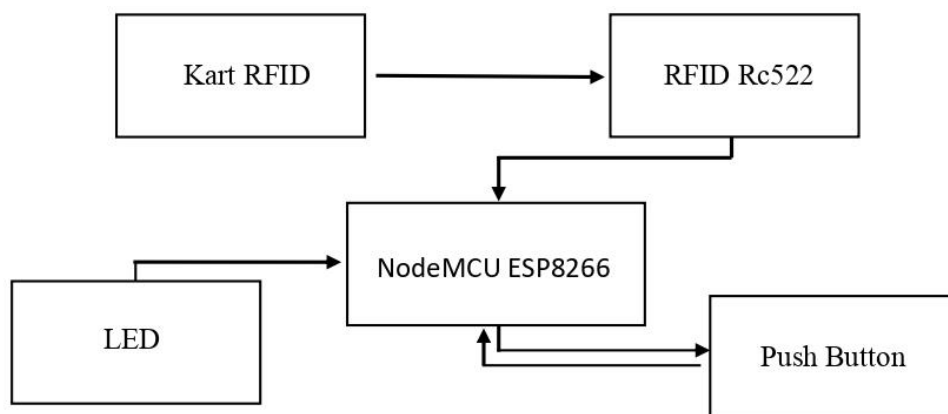 Kart RFID
RFID Rc522
NodeMCU ESP8266
LED
Push Button